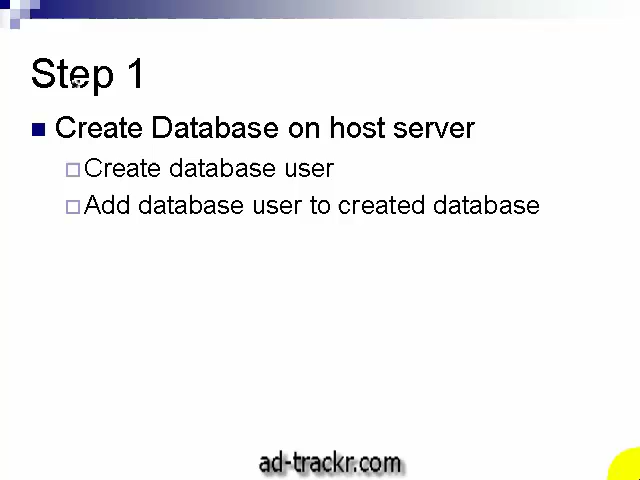 Step 1
Create Database on host server
Create database user
Add database user to created database
ad-trackr.com